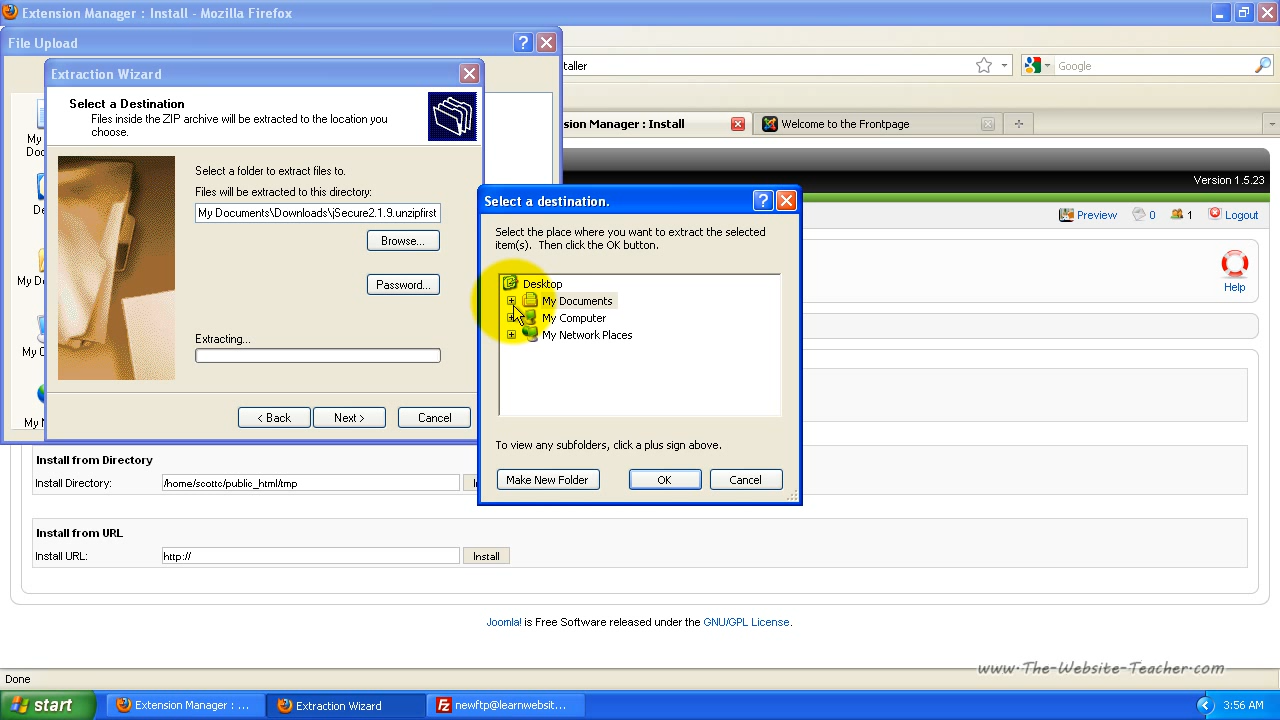 Extension Manager : Install - Mozilla Firefox
File Upload
Extraction Wizard
Select a Destination
Files inside the ZIP archive will be extracted to the location you
choose.
Select a folder to extract files to.
Files will be extracted to this directory:
My Documents\Downloads\jSecure2.1.9.unzipfirst
Browse...
Password...
Extracting...
< Back
Next >
Cancel
Select a destination.
Select the place where you want to extract the selected
item(s). Then click the OK button.
Desktop
My Documents
My Computer
My Network Places
To view any subfolders, click a plus sign above.
Make New Folder
OK
Cancel
taller
Google
sion Manager : Install
Welcome to the Frontpage
Version 1.5.23
Preview
0
1
Logout
Help
My
Doc
De
My D
My C
My N
Install from Directory
Install Directory:
/home/scottc/public_html/tmp
Install from URL
Install URL:
http://
Install
Joomla! is Free Software released under the GNU/GPL License.
Done
www.The-Website-Teacher.com
start
Extension Manager : ...
Extraction Wizard
newftp@learnwebsit...
3:56 AM